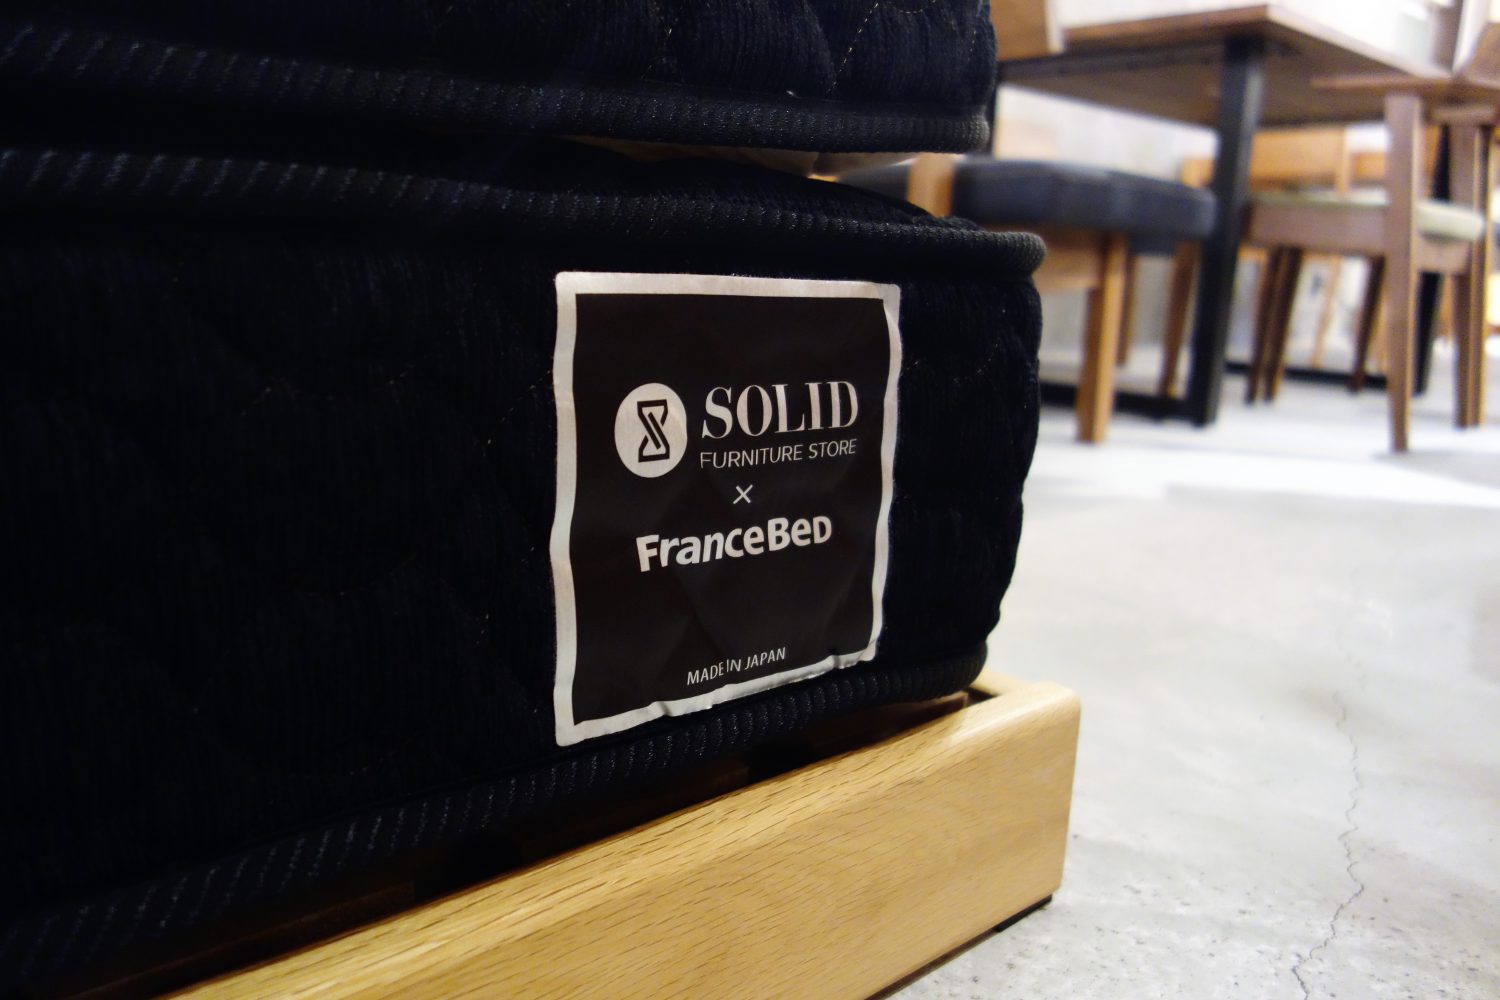 SOLID
FURNITURE STORE
×
FranceBeD
MADE IN JAPAN